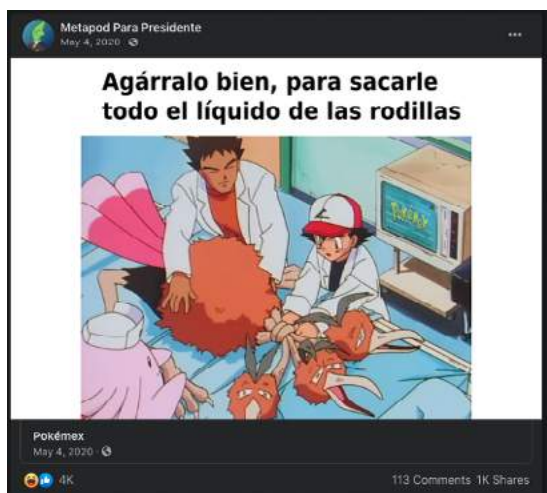 Metapod Para Presidente
May 4, 2020
Agárralo bien, para sacarle
todo el líquido de las rodillas
Pokémex
May 4, 2020
4K
113 Comments 1K Shares